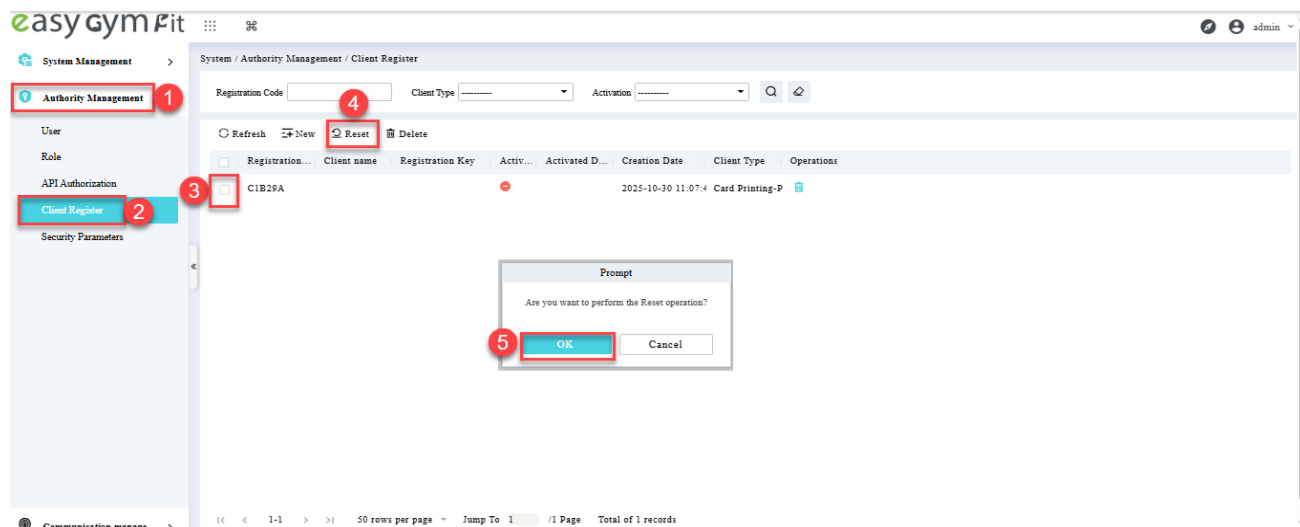 easy Gym Fit
admin
System Management
System / Authority Management / Client Register
Authority Management
1
Registration Code
Client Type ----------
Activation ----------
4
User
Refresh New Reset Delete
Role
Registration... Client name Registration Key Activ... Activated D... Creation Date Client Type Operations
API Authorization
3
C1B29A 2025-10-30 11:07:4 Card Printing-P
Client Register
2
Security Parameters
Prompt
Are you want to perform the Reset operation?
5
OK Cancel
Communication manage
1-1 50 rows per page Jump To 1 /1 Page Total of 1 records